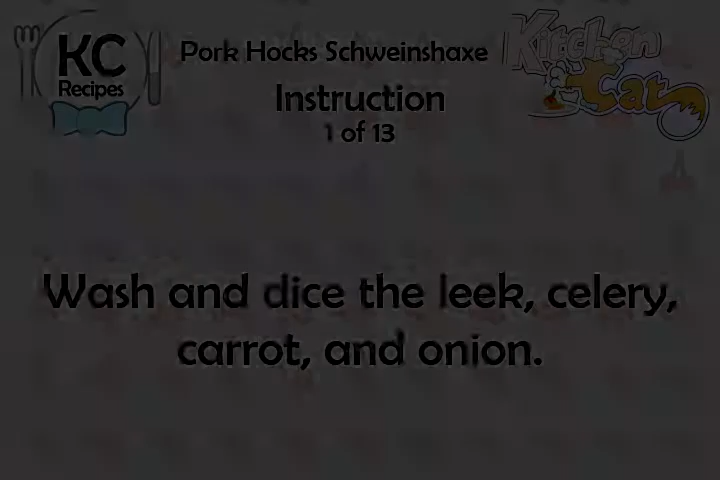 KC
Recipes
Pork Hocks Schweinshaxe
Kitchen
Cat
Instruction
1 of 13
Wash and dice the leek, celery,
carrot, and onion.